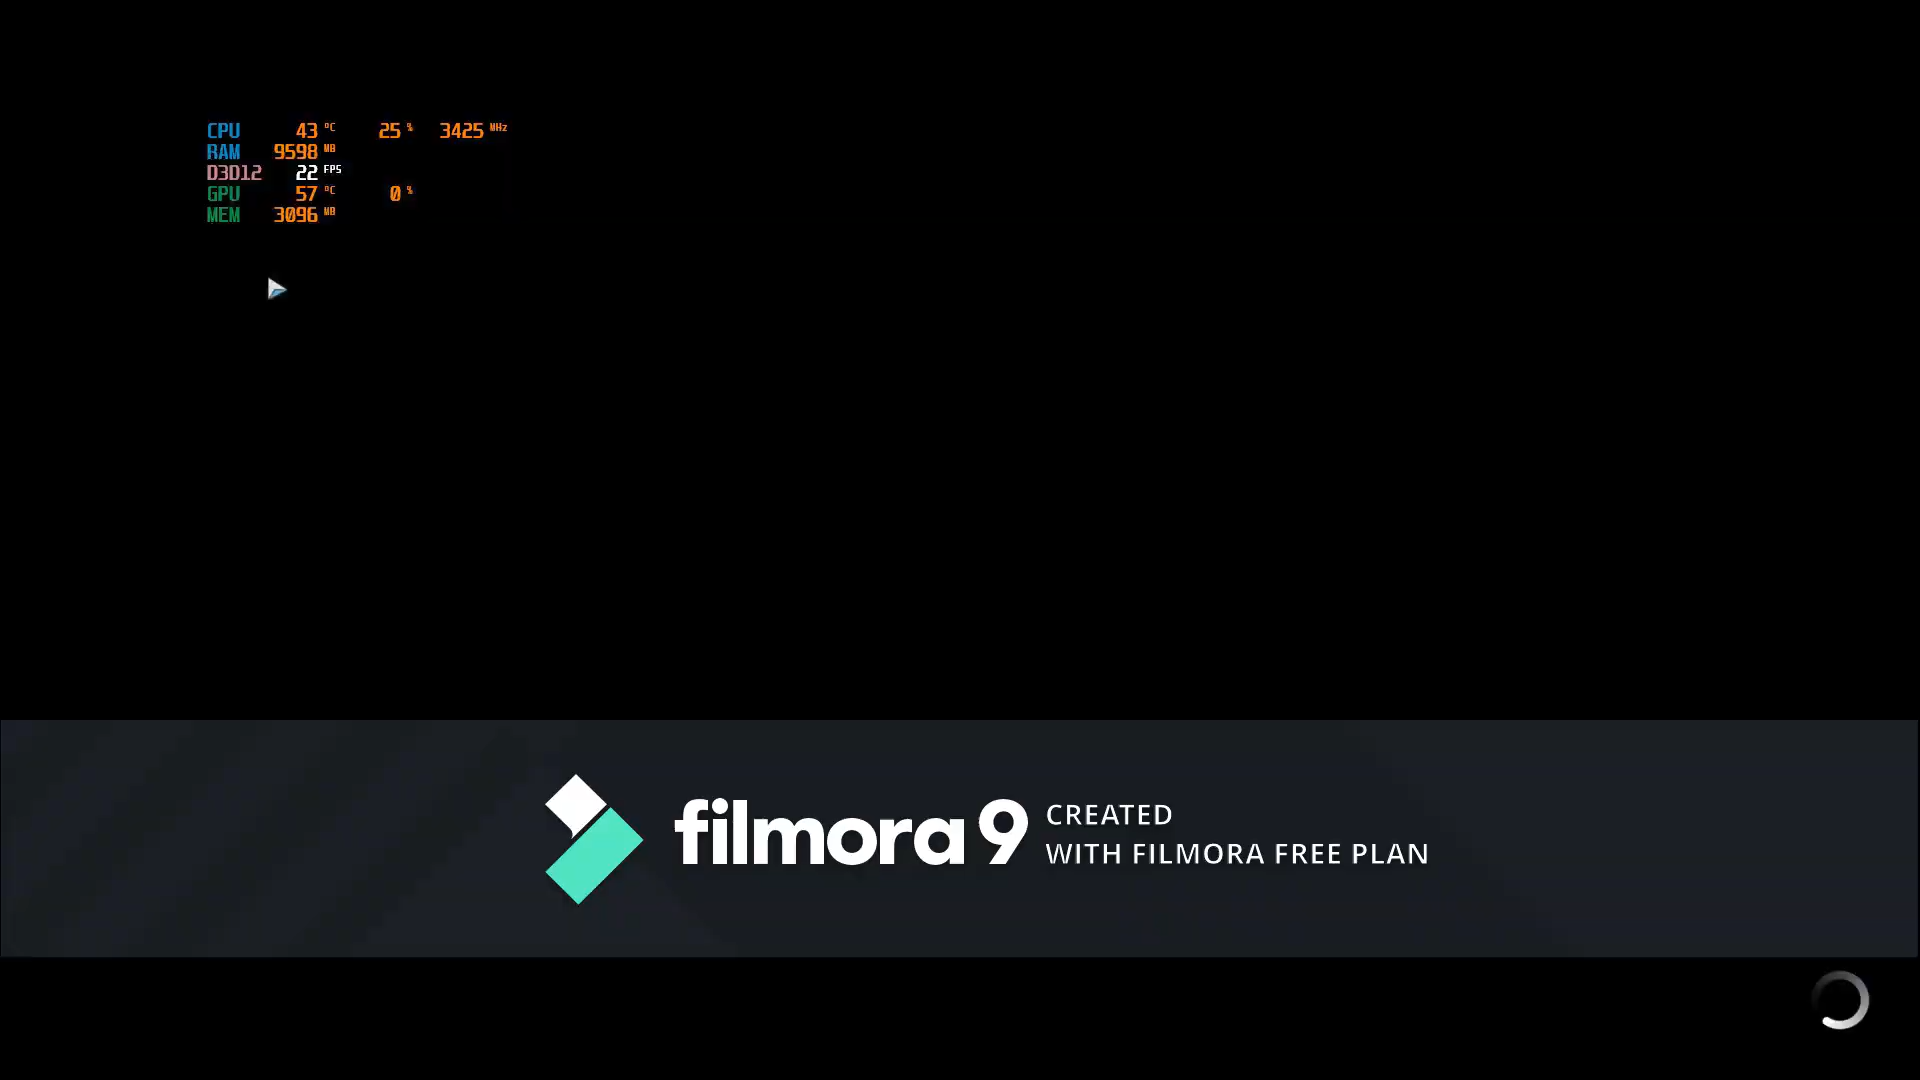 CPU 43 °C 25 % 3425 MHz
RAM 9598 MB
D3D12 22 FPS
GPU 57 °C 0 %
MEM 3096 MB
filmora 9 CREATED
WITH FILMORA FREE PLAN